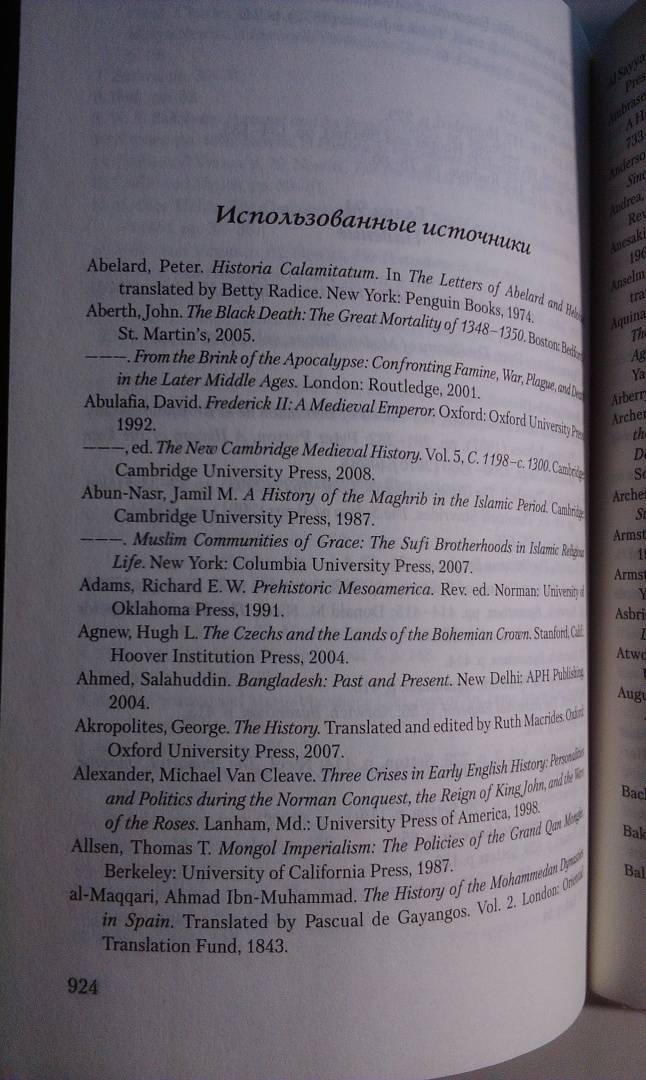 Использованные источники
Abelard, Peter. Historia Calamitatum. In The Letters of Abelard and
translated by Betty Radice. New York: Penguin Books, 1974.
Aberth, John. The Black Death: The Great Mortality of 1348–1350. Boston:
St. Martin's, 2005.
———. From the Brink of the Apocalypse: Confronting Famine, War, Plague, and
in the Later Middle Ages. London: Routledge, 2001.
Abulafia, David. Frederick II: A Medieval Emperor. Oxford: Oxford University
1992.
———, ed. The New Cambridge Medieval History. Vol. 5, C. 1198–c. 1300.
Cambridge University Press, 2008.
Abun-Nasr, Jamil M. A History of the Maghrib in the Islamic Period.
Cambridge University Press, 1987.
———. Muslim Communities of Grace: The Sufi Brotherhoods in Islamic Religious
Life. New York: Columbia University Press, 2007.
Adams, Richard E. W. Prehistoric Mesoamerica. Rev. ed. Norman: University of
Oklahoma Press, 1991.
Agnew, Hugh L. The Czechs and the Lands of the Bohemian Crown. Stanford, Calif.:
Hoover Institution Press, 2004.
Ahmed, Salahuddin. Bangladesh: Past and Present. New Delhi: APH Publishing,
2004.
Akropolites, George. The History. Translated and edited by Ruth Macrides. Oxford:
Oxford University Press, 2007.
Alexander, Michael Van Cleave. Three Crises in Early English History: Personalities
and Politics during the Norman Conquest, the Reign of King John, and the Wars
of the Roses. Lanham, Md.: University Press of America, 1998.
Allsen, Thomas T. Mongol Imperialism: The Policies of the Grand Qan Mongke
Berkeley: University of California Press, 1987.
al-Maqqari, Ahmad Ibn-Muhammad. The History of the Mohammedan Dynasties
in Spain. Translated by Pascual de Gayangos. Vol. 2. London: Oriental
Translation Fund, 1843.
924